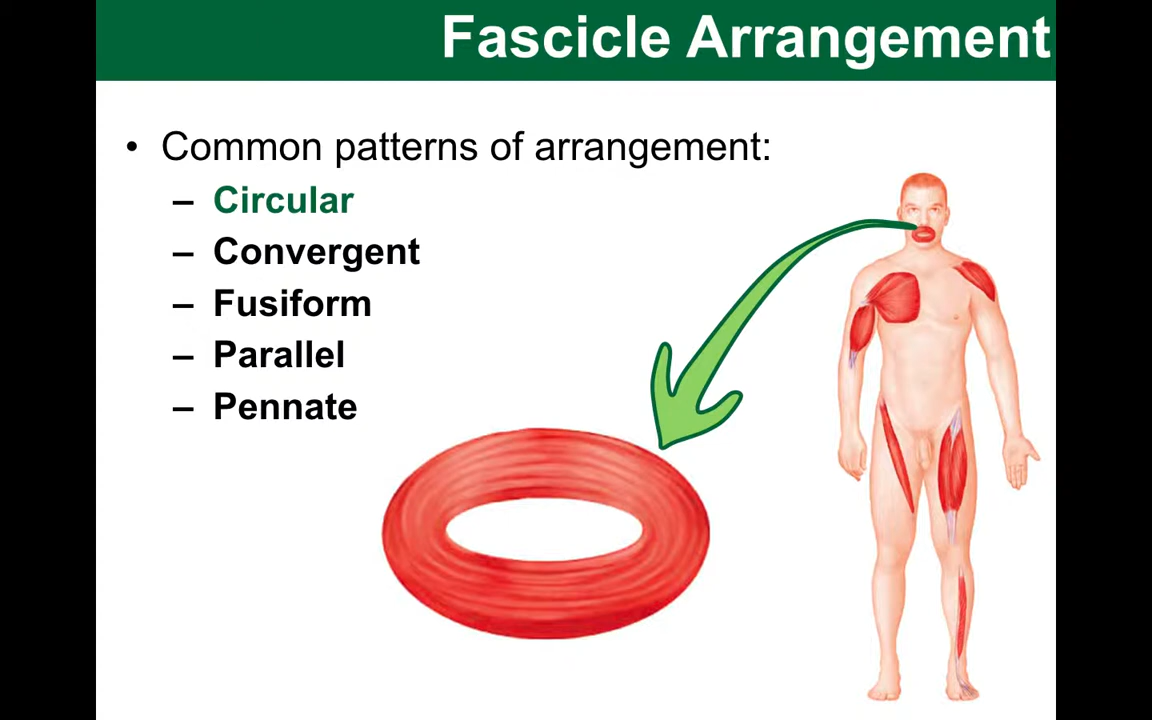 Fascicle Arrangement
• Common patterns of arrangement:
– Circular
– Convergent
– Fusiform
– Parallel
– Pennate